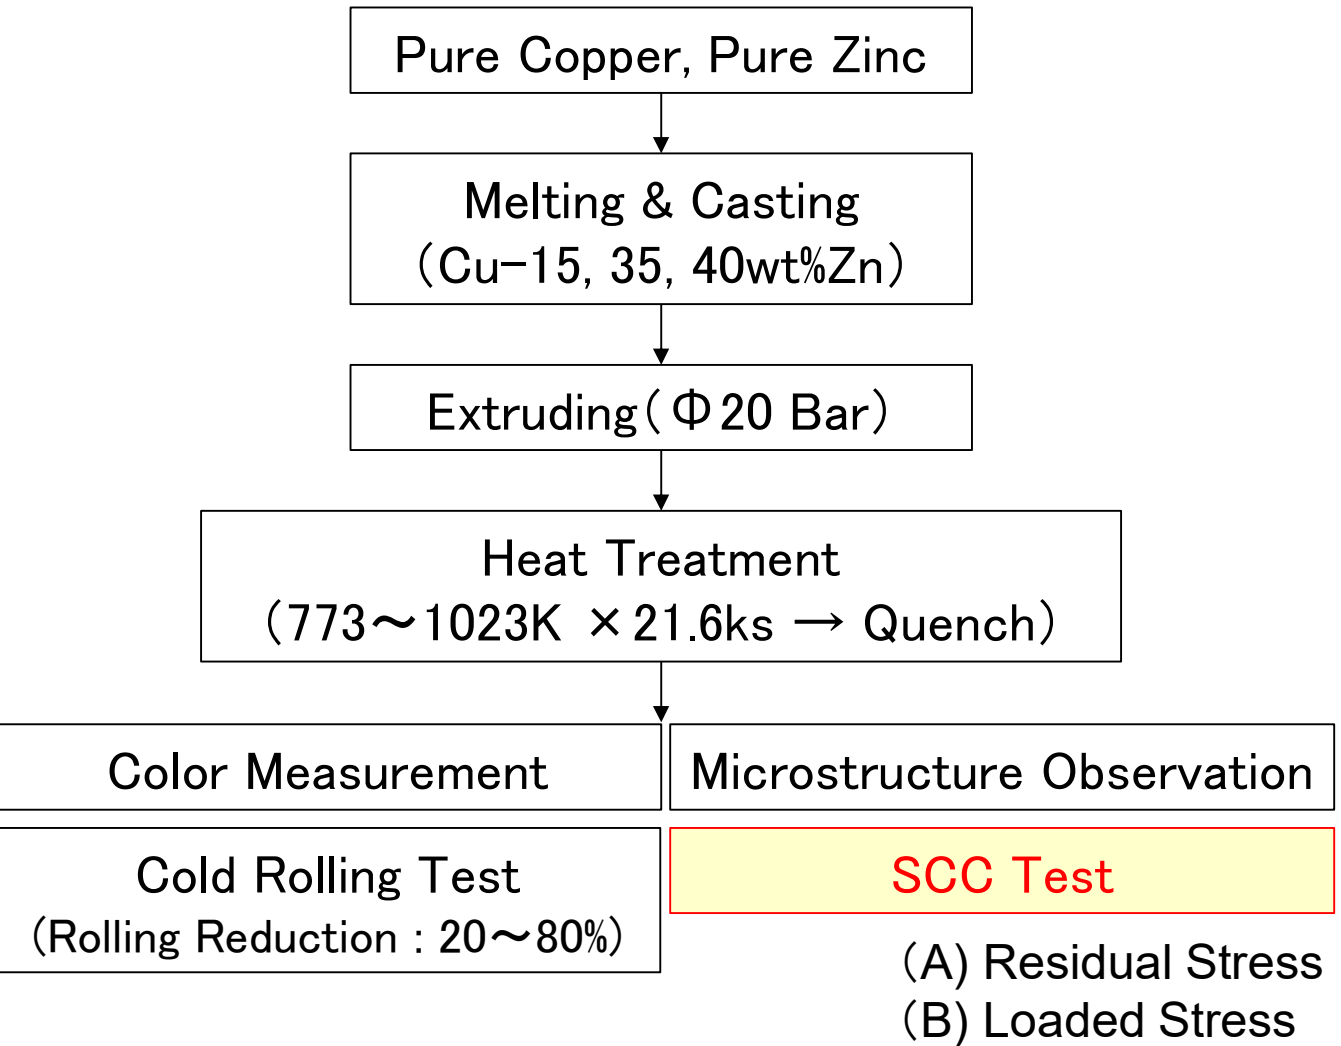 Pure Copper, Pure Zinc
Melting & Casting
(Cu-15, 35, 40wt%Zn)
Extruding(Φ20 Bar)
Heat Treatment
(773～1023K ×21.6ks → Quench)
Color Measurement
Microstructure Observation
Cold Rolling Test
(Rolling Reduction : 20～80%)
SCC Test
(A) Residual Stress
(B) Loaded Stress